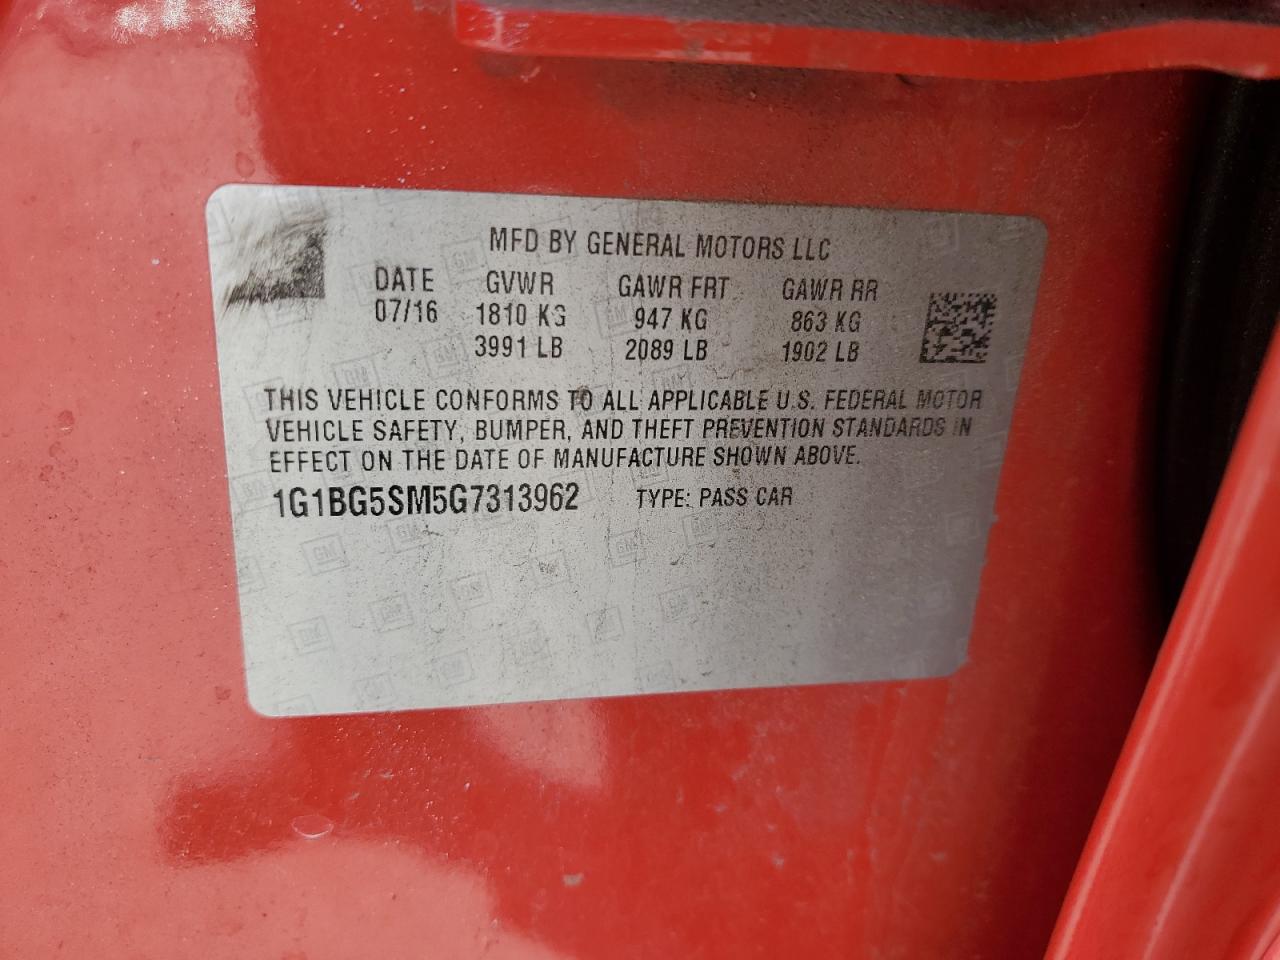 MFD BY GENERAL MOTORS LLC
DATE GVWR GAWR FRT GAWR RR
07/16 1810 KG 947 KG 863 KG
3991 LB 2089 LB 1902 LB
THIS VEHICLE CONFORMS TO ALL APPLICABLE U.S. FEDERAL MOTOR
VEHICLE SAFETY, BUMPER, AND THEFT PREVENTION STANDARDS IN
EFFECT ON THE DATE OF MANUFACTURE SHOWN ABOVE.
1G1BG5SM5G7313962 TYPE: PASS CAR